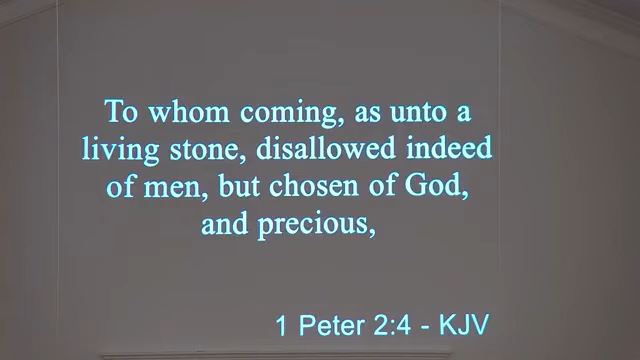 To whom coming, as unto a
living stone, disallowed indeed
of men, but chosen of God,
and precious,
1 Peter 2:4 - KJV